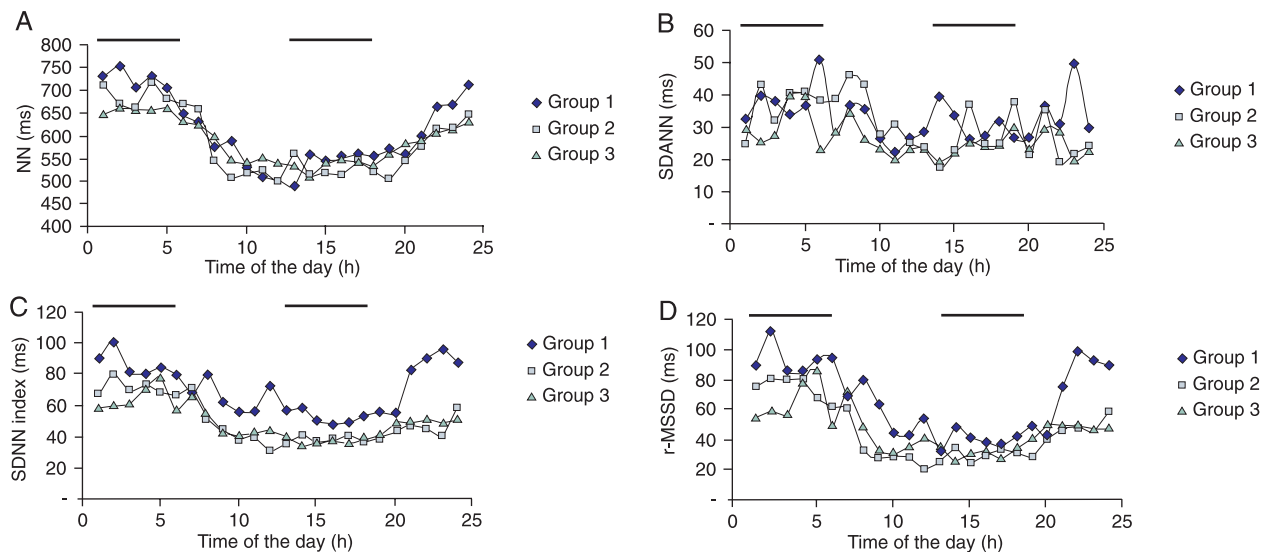 A
NN (ms)
800
750
700
650
600
550
500
450
400
0 5 10 15 20 25
Time of the day (h)
Group 1
Group 2
Group 3
B
SDANN (ms)
60
50
40
30
20
10
-
0 5 10 15 20 25
Time of the day (h)
Group 1
Group 2
Group 3
C
SDNN index (ms)
120
100
80
60
40
20
-
0 5 10 15 20 25
Time of the day (h)
Group 1
Group 2
Group 3
D
r-MSSD (ms)
120
100
80
60
40
20
-
0 5 10 15 20 25
Time of the day (h)
Group 1
Group 2
Group 3